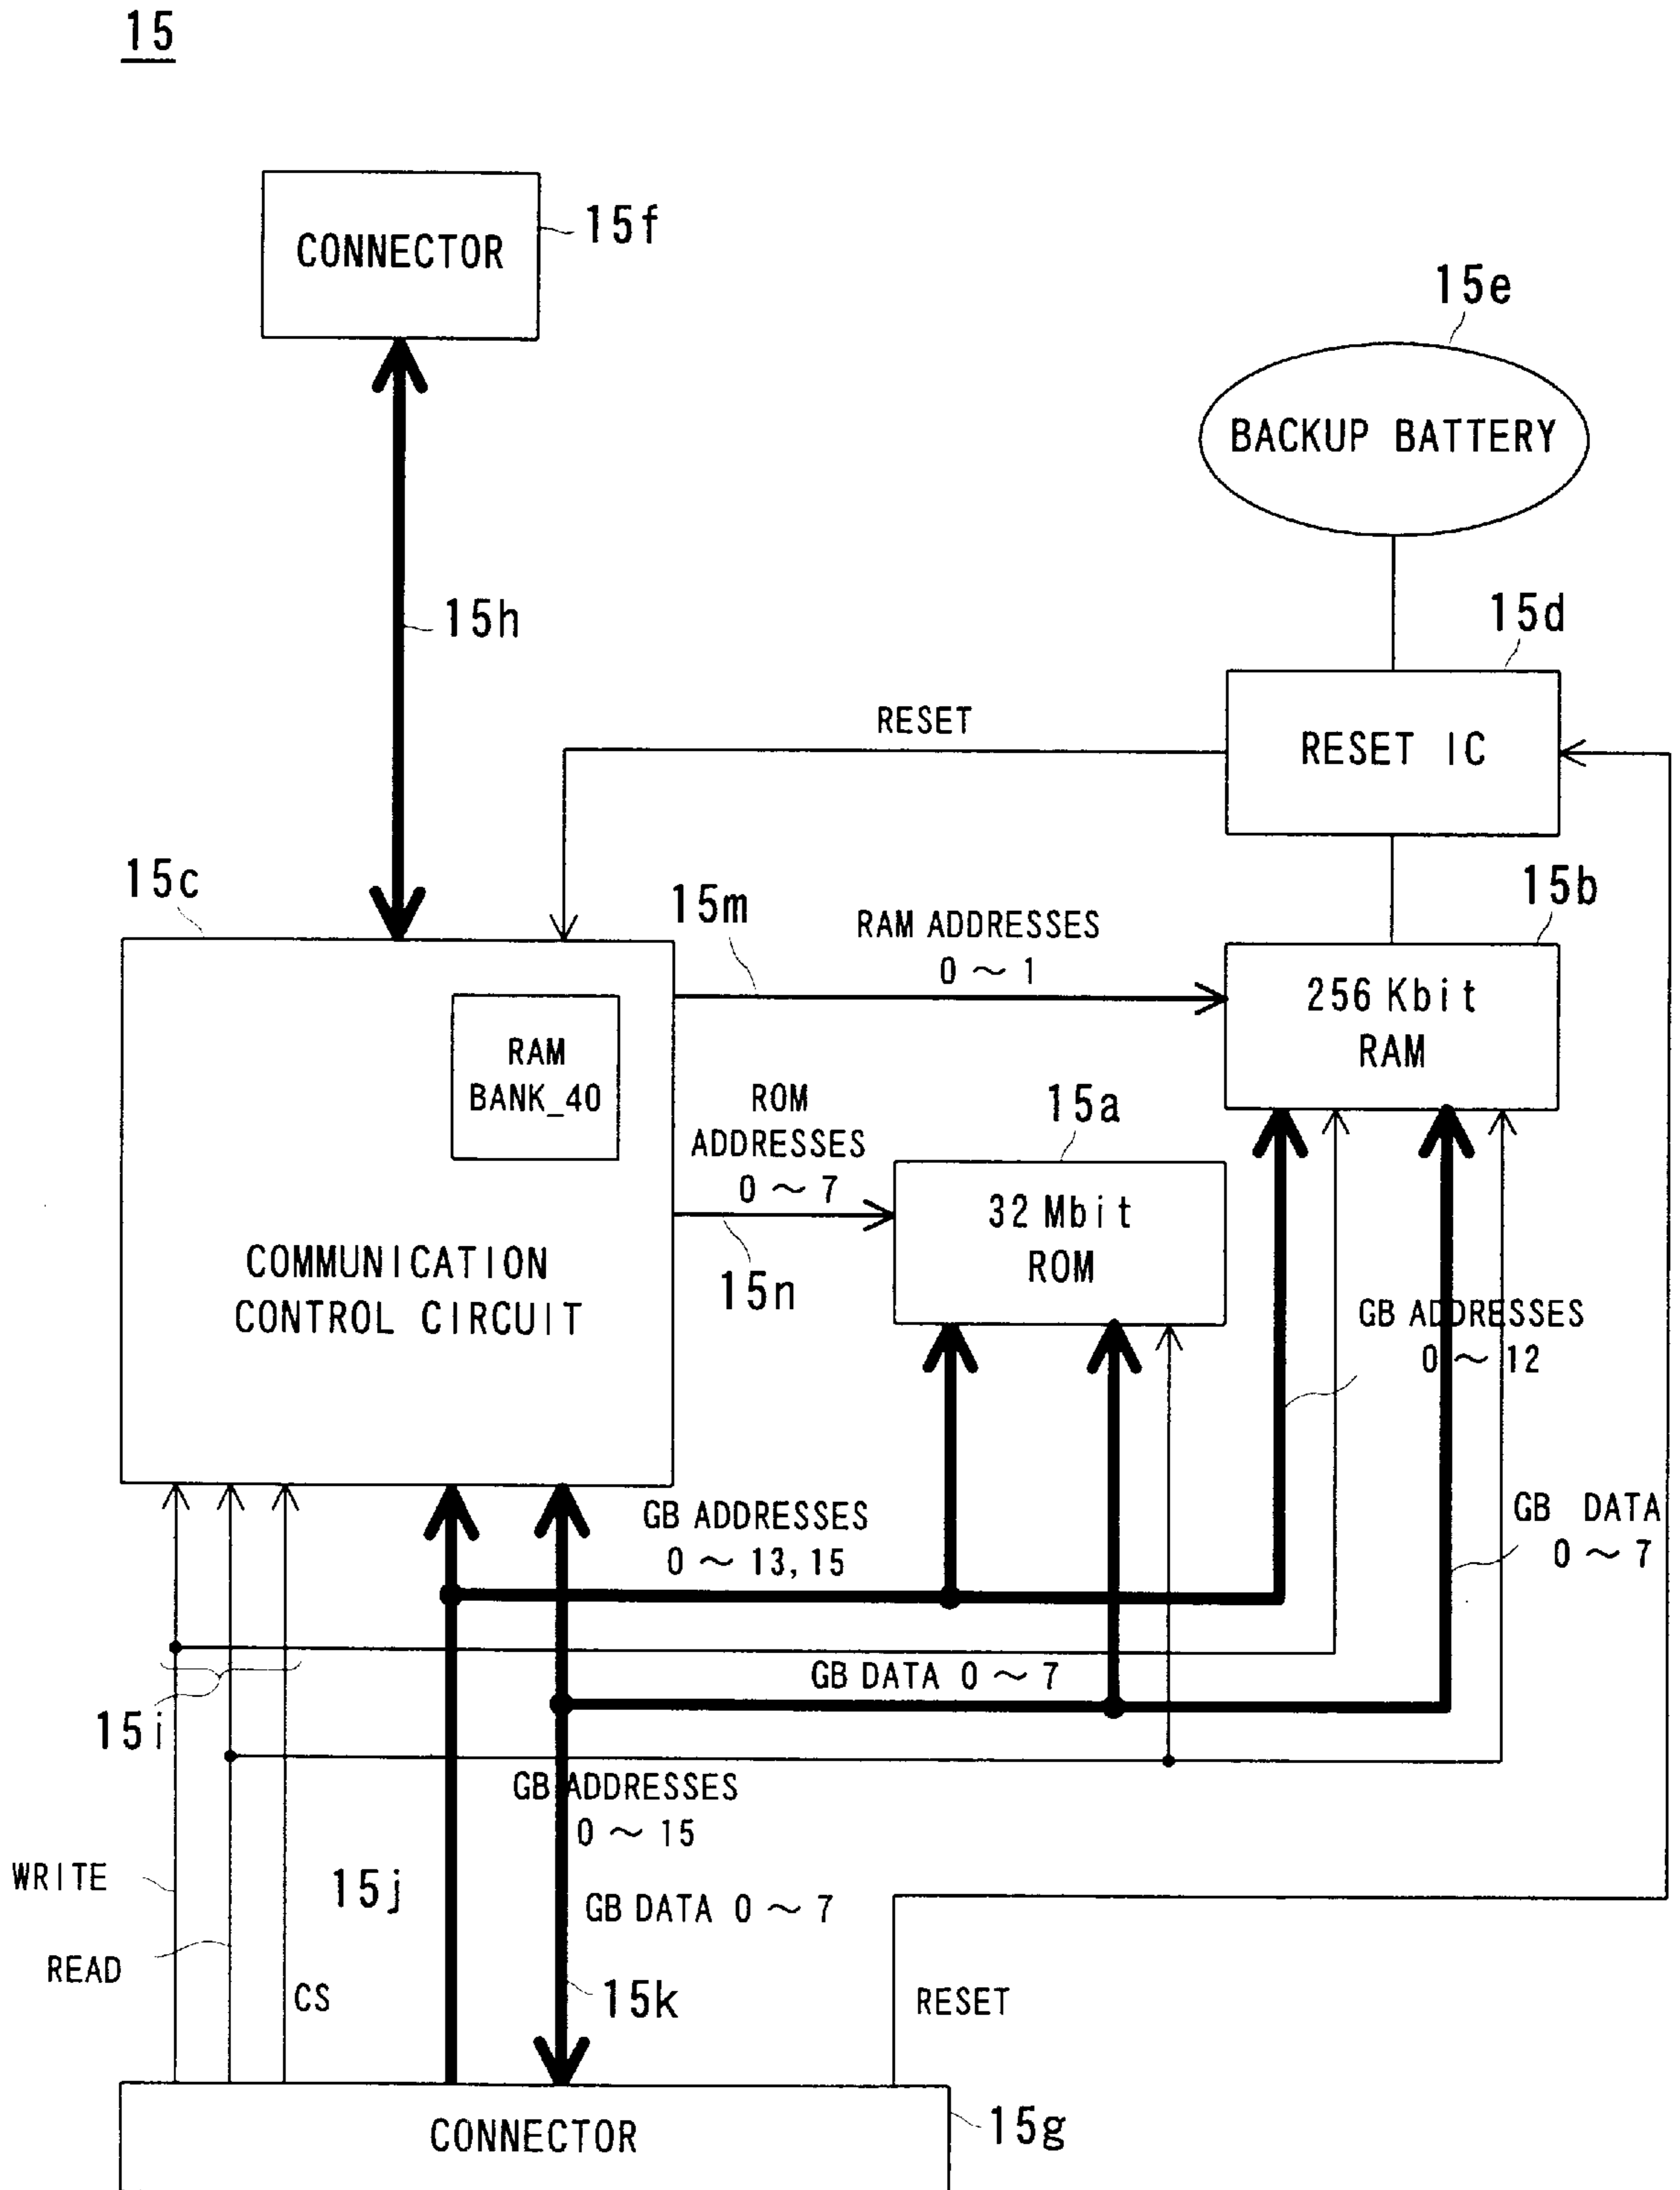 15
CONNECTOR
15f
15e
BACKUP BATTERY
15h
15d
RESET
RESET IC
15c
15m
RAM ADDRESSES
0 ~ 1
15b
256 Kbit
RAM
RAM
BANK_40
ROM
ADDRESSES
0 ~ 7
15a
32 Mbit
ROM
COMMUNICATION
CONTROL CIRCUIT
15n
GB ADDRESSES
0 ~ 12
GB ADDRESSES
0 ~ 13, 15
GB DATA
0 ~ 7
GB DATA 0 ~ 7
15i
GB ADDRESSES
0 ~ 15
WRITE
15j
GB DATA 0 ~ 7
READ
CS
15k
RESET
CONNECTOR
15g